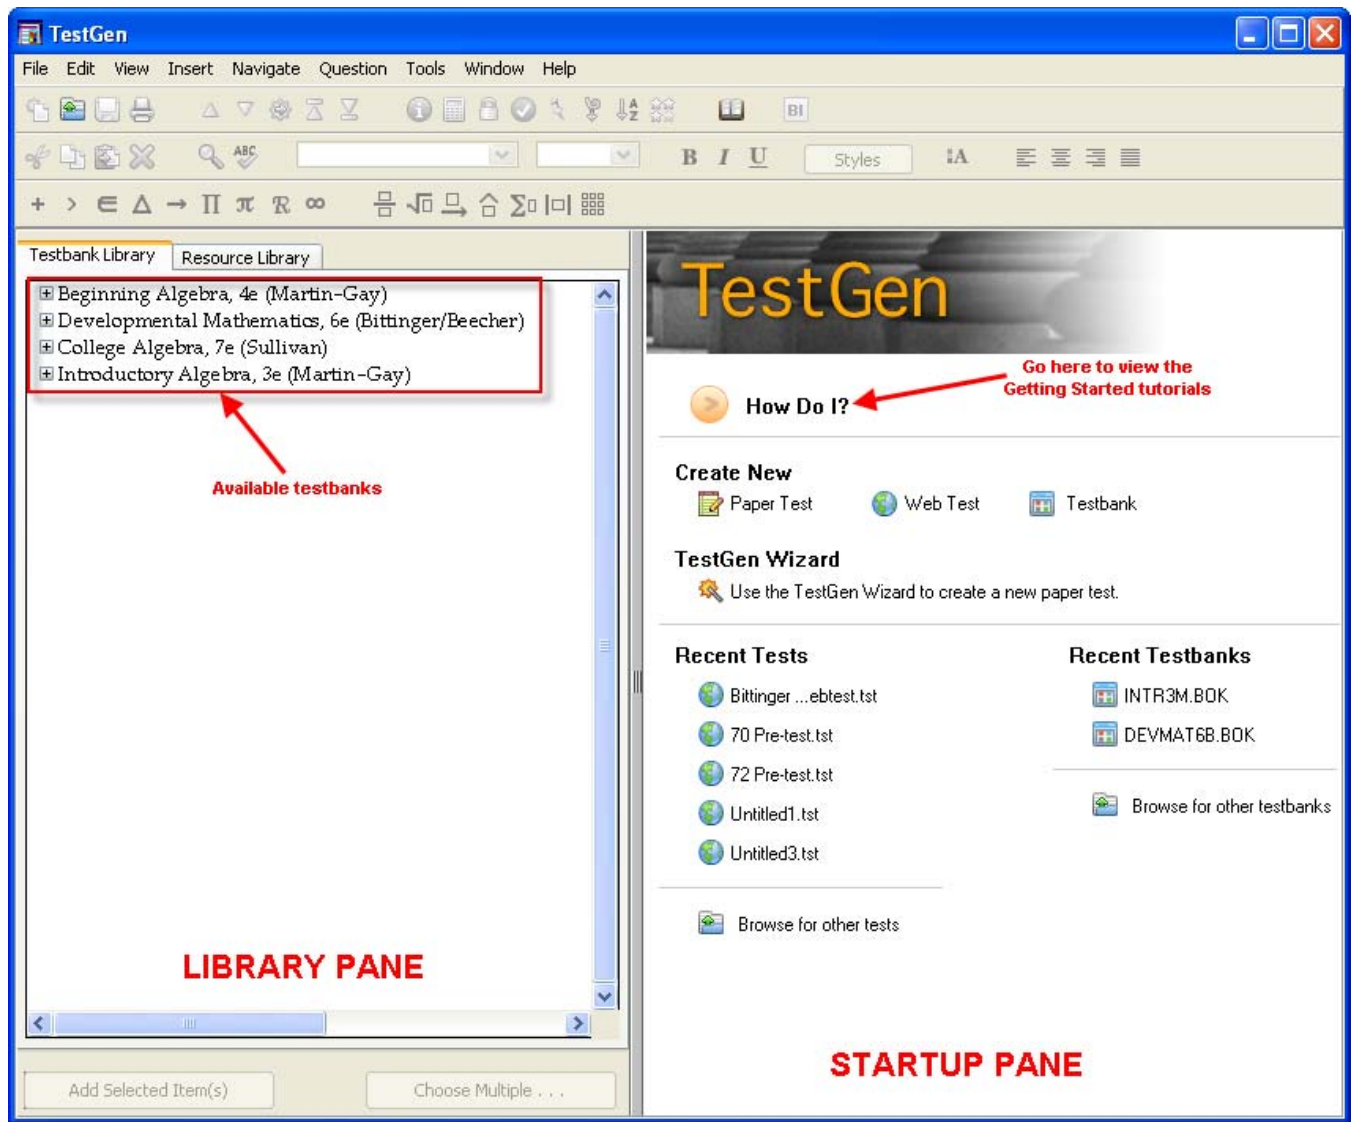 TestGen
File Edit View Insert Navigate Question Tools Window Help
BI
ABC
B I U Styles :A
+ > ∈ Δ → Π π ℜ ∞
Testbank Library Resource Library
Beginning Algebra, 4e (Martin-Gay)
Developmental Mathematics, 6e (Bittinger/Beecher)
College Algebra, 7e (Sullivan)
Introductory Algebra, 3e (Martin-Gay)
Available testbanks
LIBRARY PANE
Add Selected Item(s) Choose Multiple . . .
TestGen
Go here to view the
Getting Started tutorials
How Do I?
Create New
Paper Test Web Test Testbank
TestGen Wizard
Use the TestGen Wizard to create a new paper test.
Recent Tests
Bittinger ...ebtest.tst
70 Pre-test.tst
72 Pre-test.tst
Untitled1.tst
Untitled3.tst
Browse for other tests
Recent Testbanks
INTR3M.BOK
DEVMAT6B.BOK
Browse for other testbanks
STARTUP PANE